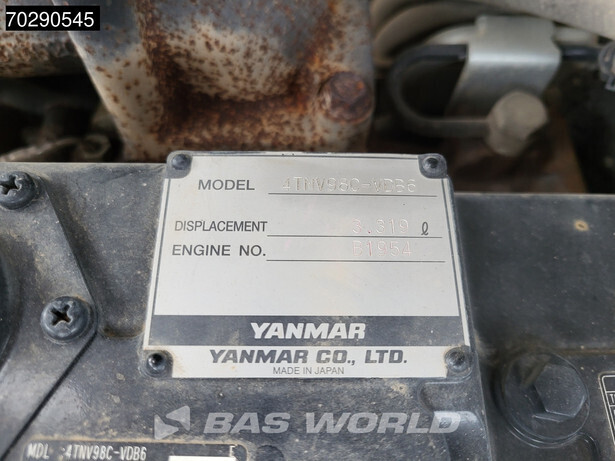 70290545
MODEL 4TNV98C-VDB6
DISPLACEMENT 3.319 ℓ
ENGINE NO. 
YANMAR
YANMAR CO., LTD.
MADE IN JAPAN
BAS WORLD
MDL 4TNV98C-VDB6